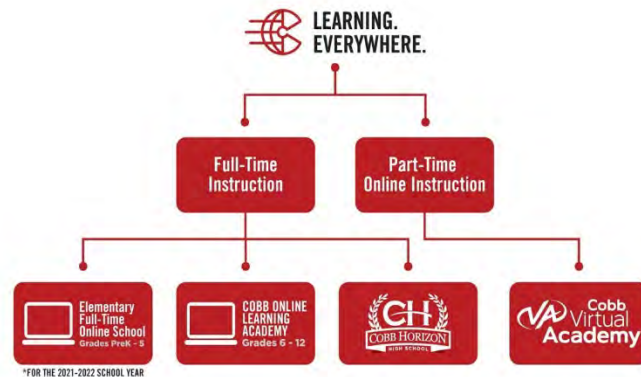 LEARNING.
EVERYWHERE.
Full-Time
Instruction
Part-Time
Online Instruction
Elementary
Full-Time
Online School
Grades PreK - 5
COBB ONLINE
LEARNING
ACADEMY
Grades 6 - 12
CH
COBB HORIZON
HIGH SCHOOL
VA
Cobb
Virtual
Academy
*FOR THE 2021-2022 SCHOOL YEAR